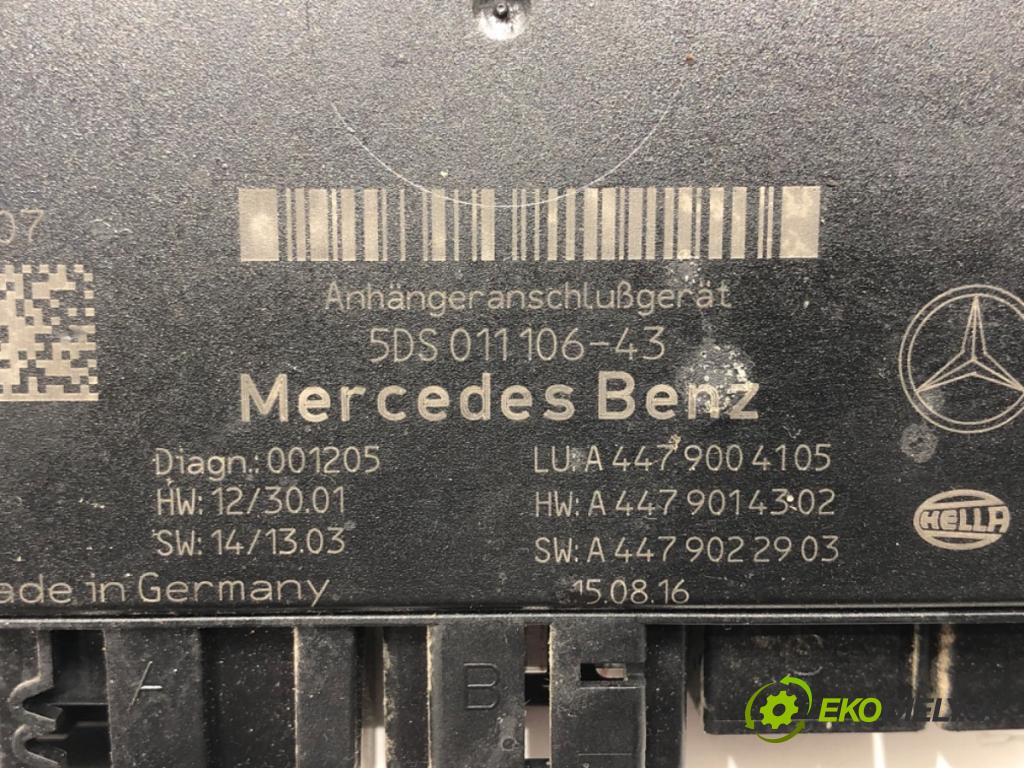 07
Anhängeranschlußgerät
5DS 011 106-43
Mercedes Benz
Diagn.: 001205 LU: A 447 900 41 05
HW: 12/30.01 HW: A 447 901 43 02
SW: 14/13.03 SW: A 447 902 29 03
HELLA
ade in Germany 15.08.16
A B
EKO